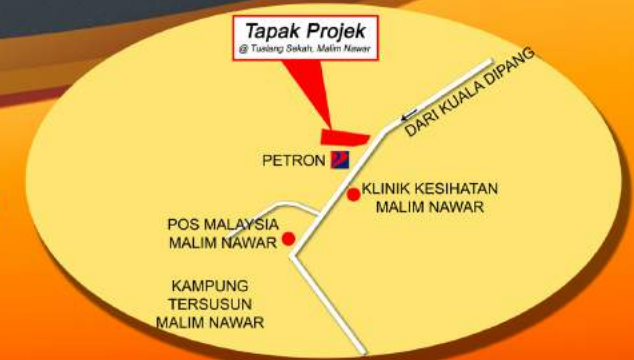 Tapak Projek
@ Tualang Sekah, Malim Nawar
DARI KUALA DIPANG
PETRON
KLINIK KESIHATAN
MALIM NAWAR
POS MALAYSIA
MALIM NAWAR
KAMPUNG
TERSUSUN
MALIM NAWAR